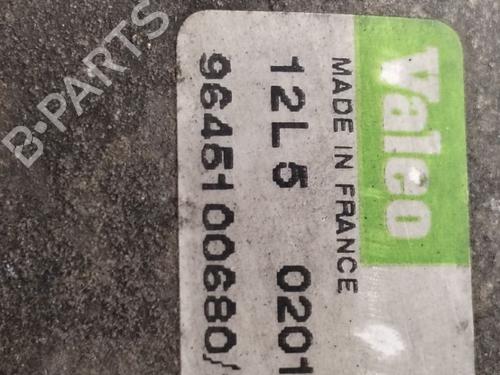 Valeo
MADE IN FRANCE
12L5 0201
9645100680/
B-PARTS